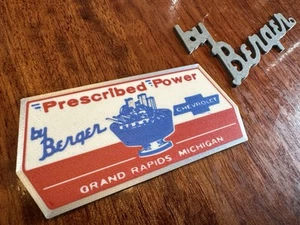 "Prescribed Power"
by
Berger
CHEVROLET
GRAND RAPIDS, MICHIGAN
by
Berger